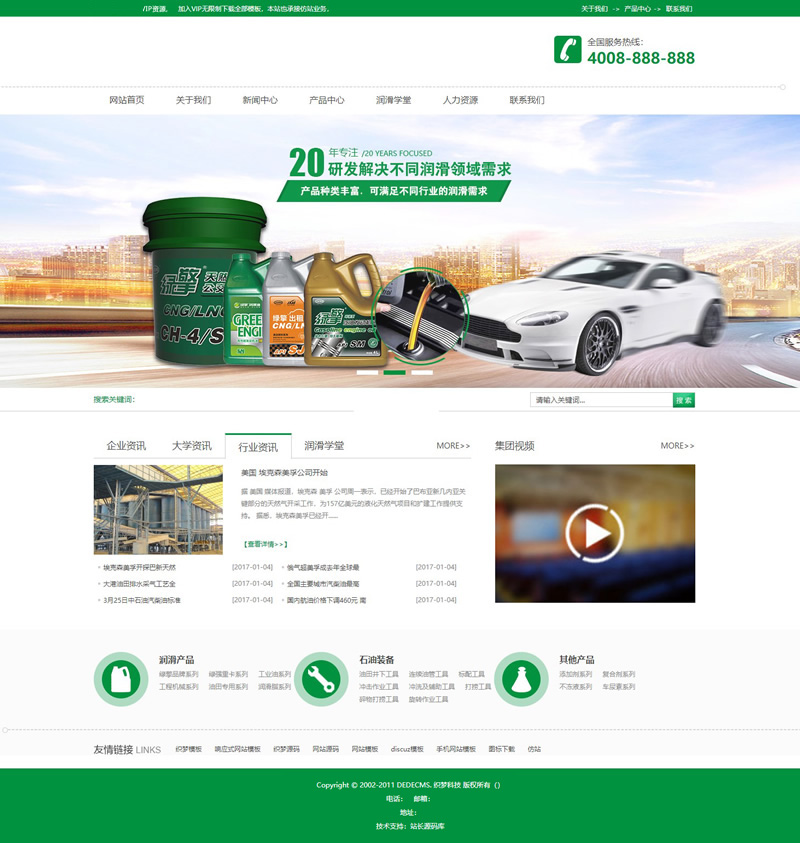 /IP资源。 加入VIP无限制下载全部模板。本站也承接仿站业务。
关于我们 -> 产品中心 -> 联系我们
全国服务热线：
4008-888-888
网站首页 关于我们 新闻中心 产品中心 润滑学堂 人力资源 联系我们
20 年专注 /20 YEARS FOCUSED
研发解决不同润滑领域需求
产品种类丰富，可满足不同行业的润滑需求
绿擎
CNG/LNG
CH-4/S
GREEN
ENGI
CNG/LN
SJ
绿擎
Gasoline engine oil
SM
搜索关键词：
请输入关键词... 搜 索
企业资讯 大学资讯 行业资讯 润滑学堂 MORE>>
集团视频 MORE>>
美国 埃克森美孚公司开始
据 美国 媒体报道，埃克森 美孚 公司周一表示，已经开始了巴布亚新几内亚关
键部分的天然气开采工作，为157亿美元的液化天然气项目和扩建工作提供支
持。 据悉，埃克森美孚已经开......
【查看详情>>】
埃克森美孚开探巴新天然 [2017-01-04] 俄气超美孚成去年全球最 [2017-01-04]
大港油田排水采气工艺全 [2017-01-04] 全国主要城市汽柴油最高 [2017-01-04]
3月25日中石油汽柴油标准 [2017-01-04] 国内航油价格下调460元 南 [2017-01-04]
润滑产品
绿擎品牌系列 绿强重卡系列 工业油系列
工程机械系列 油田专用系列 润滑脂系列
石油装备
油田井下工具 连续油管工具 标配工具
冲击作业工具 冲洗及辅助工具 打捞工具
碎物打捞工具 旋转作业工具
其他产品
添加剂系列 复合剂系列
不冻液系列 车尿素系列
友情链接 LINKS 织梦模板 响应式网站模板 织梦源码 网站源码 网站模板 discuz模板 手机网站模板 图标下载 仿站
Copyright © 2002-2011 DEDECMS. 织梦科技 版权所有（）
电话： 邮箱：
地址：
技术支持：站长源码库